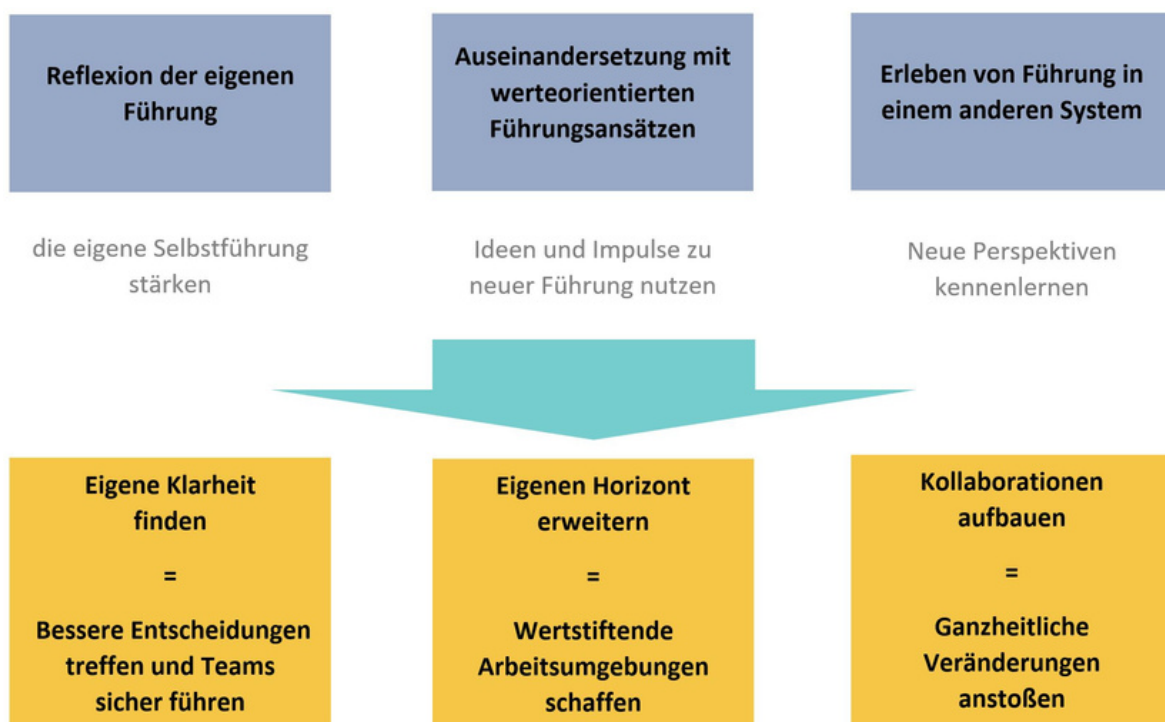 Reflexion der eigenen
Führung
Auseinandersetzung mit
werteorientierten
Führungsansätzen
Erleben von Führung in
einem anderen System
die eigene Selbstführung
stärken
Ideen und Impulse zu
neuer Führung nutzen
Neue Perspektiven
kennenlernen
Eigene Klarheit
finden
=
Bessere Entscheidungen
treffen und Teams
sicher führen
Eigenen Horizont
erweitern
=
Wertstiftende
Arbeitsumgebungen
schaffen
Kollaborationen
aufbauen
=
Ganzheitliche
Veränderungen
anstoßen